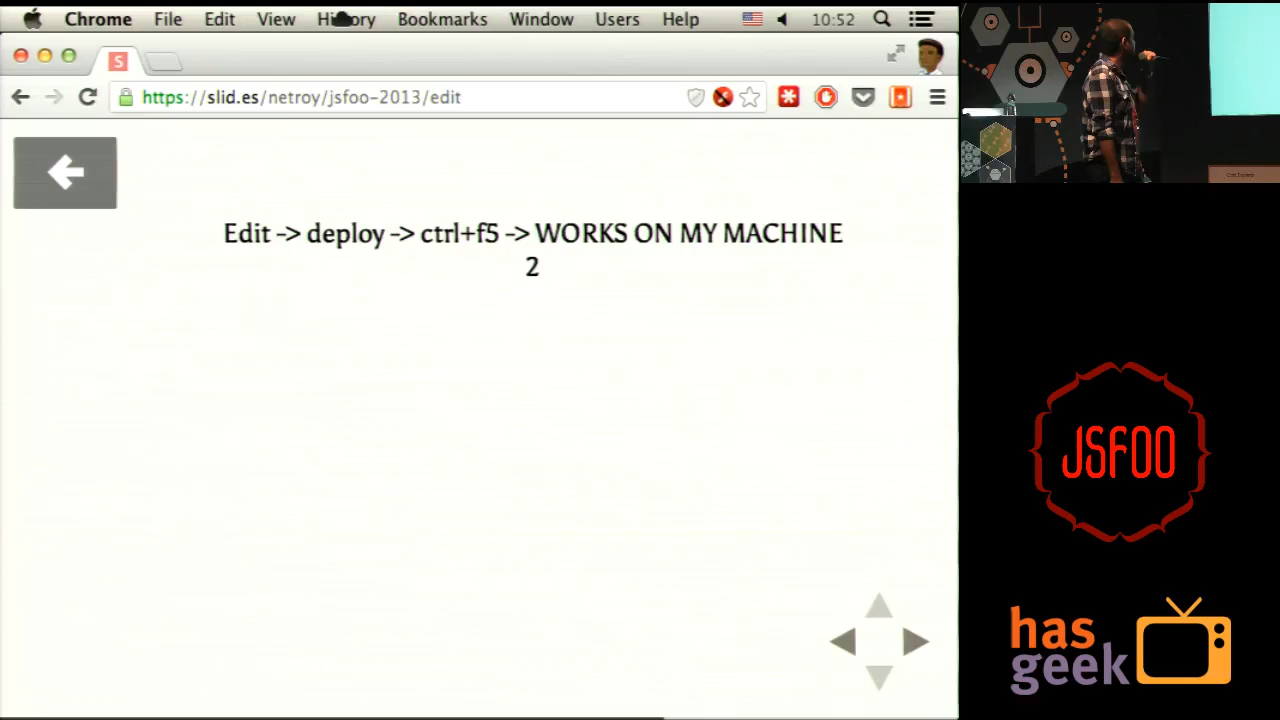 Chrome File Edit View History Bookmarks Window Users Help 10:52
S
https://slid.es/netroy/jsfoo-2013/edit
Edit -> deploy -> ctrl+f5 -> WORKS ON MY MACHINE
2
JSFOO
has
geek